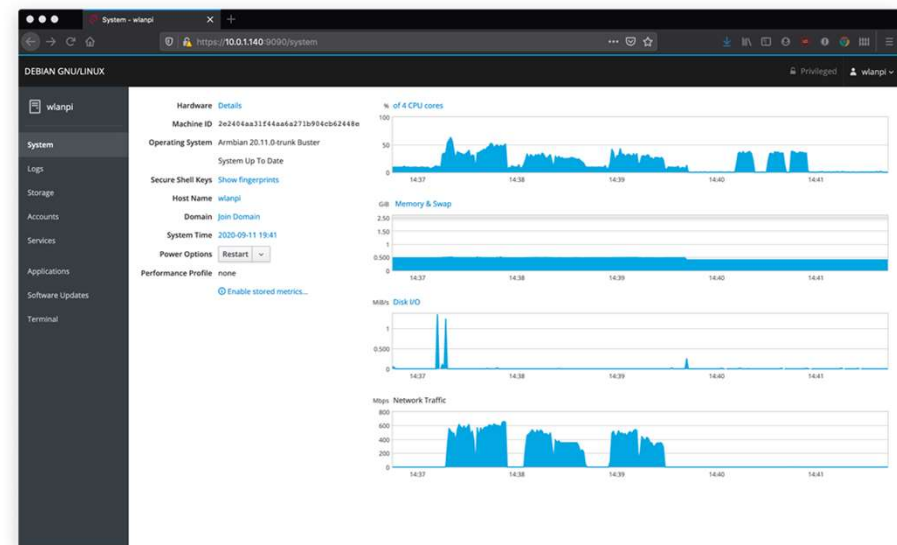 System - wlanpi
https://10.0.1.140:9090/system
DEBIAN GNU/LINUX
Privileged
wlanpi
wlanpi
System
Logs
Storage
Accounts
Services
Applications
Software Updates
Terminal
Hardware Details
Machine ID 2e2404aa31f44aa6a271b904cb62448e
Operating System Armbian 20.11.0-trunk Buster
System Up To Date
Secure Shell Keys Show fingerprints
Host Name wlanpi
Domain Join Domain
System Time 2020-09-11 19:41
Power Options Restart
Performance Profile none
Enable stored metrics...
% of 4 CPU cores
100
50
0
14:37 14:38 14:39 14:40 14:41
GiB Memory & Swap
2.50
1.50
1
0.500
0
14:37 14:38 14:39 14:40 14:41
MiB/s Disk I/O
1
0.500
0
14:37 14:38 14:39 14:40 14:41
Mbps Network Traffic
800
600
400
200
0
14:37 14:38 14:39 14:40 14:41